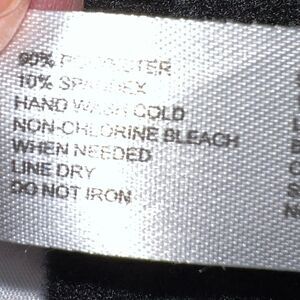 90% POLYESTER
10% SPANDEX
HAND WASH COLD
NON-CHLORINE BLEACH
WHEN NEEDED
LINE DRY
DO NOT IRON